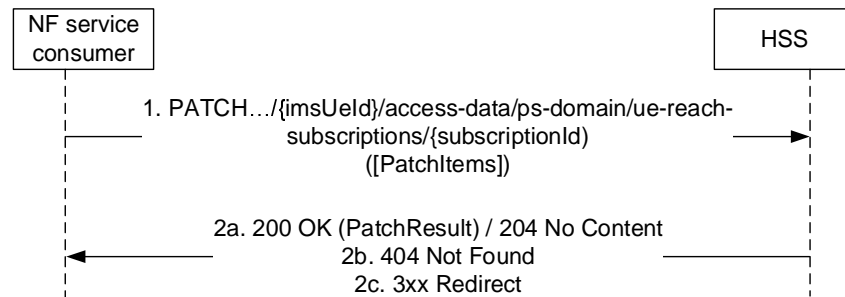 NF service
consumer
HSS
1. PATCH…/{imsUeId}/access-data/ps-domain/ue-reach-
subscriptions/{subscriptionId)
([PatchItems])
2a. 200 OK (PatchResult) / 204 No Content
2b. 404 Not Found
2c. 3xx Redirect